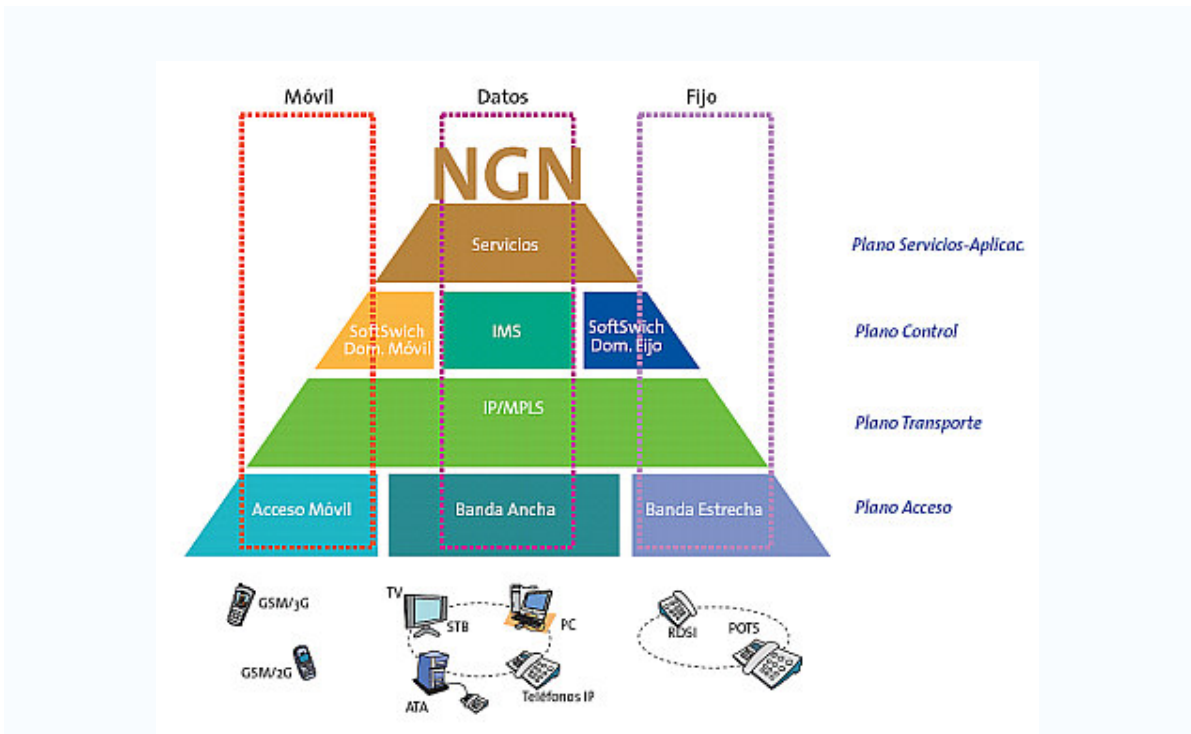 Móvil Datos Fijo
NGN
Servicios
Plano Servicios-Aplicac.
SoftSwich
Dom. Móvil
IMS
SoftSwich
Dom. Fijo
Plano Control
IP/MPLS
Plano Transporte
Acceso Móvil
Banda Ancha
Banda Estrecha
Plano Acceso
GSM/3G
GSM/2G
TV
STB
PC
ATA
Teléfonos IP
RDSI
POTS